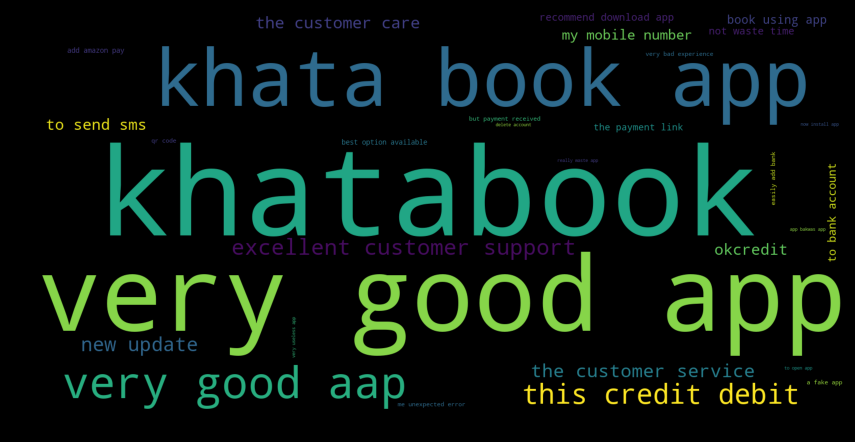 the customer care
recommend download app
book using app
my mobile number
not waste time
add amazon pay
very bad experience
khata book app
to send sms
but payment received
delete account
the payment link
now install app
qr code
best option available
really waste app
easily add bank
khatabook
to bank account
app bakwas app
excellent customer support
okcredit
very good app
new update
the customer service
to open app
very good aap
this credit debit
a fake app
me unexpected error